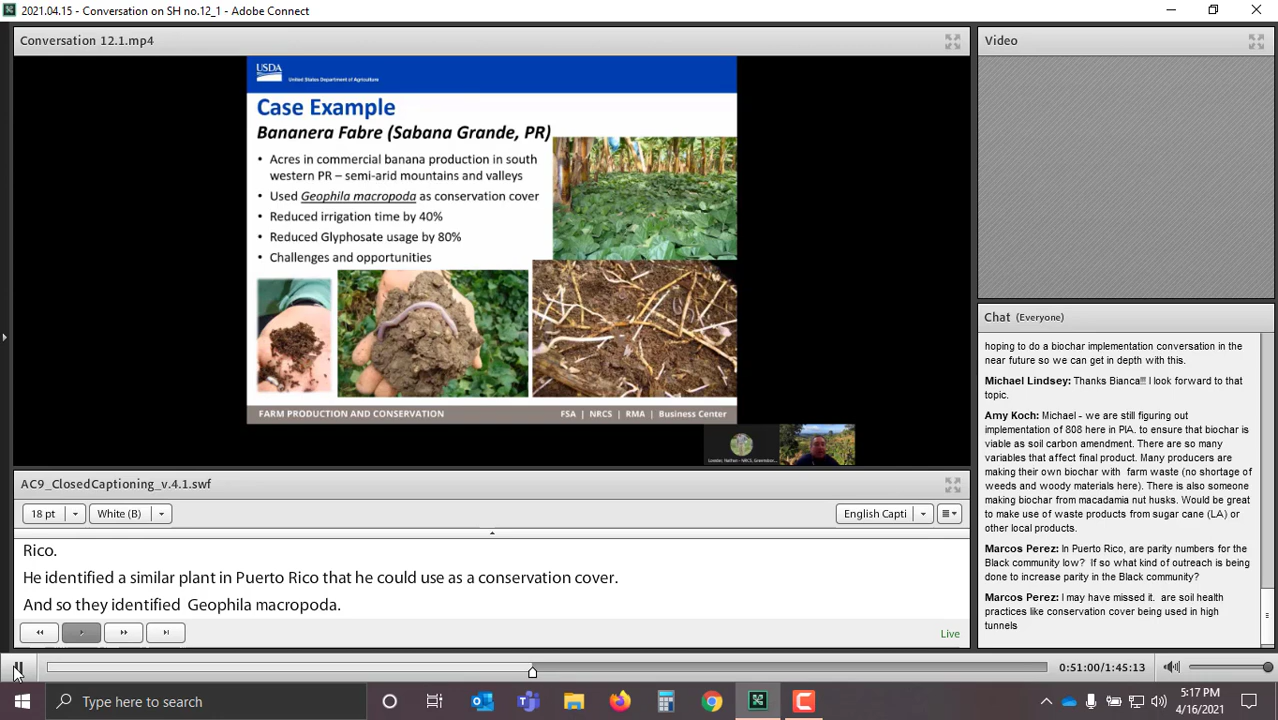 2021.04.15 - Conversation on SH no.12_1 - Adobe Connect
Conversation 12.1.mp4
USDA
United States Department of Agriculture
Case Example
Bananera Fabre (Sabana Grande, PR)
• Acres in commercial banana production in south
western PR – semi-arid mountains and valleys
• Used Geophila macropoda as conservation cover
• Reduced irrigation time by 40%
• Reduced Glyphosate usage by 80%
• Challenges and opportunities
FARM PRODUCTION AND CONSERVATION
FSA | NRCS | RMA | Business Center
AC9_ClosedCaptioning_v.4.1.swf
18 pt
White (B)
English Capti
Rico.
He identified a similar plant in Puerto Rico that he could use as a conservation cover.
And so they identified Geophila macropoda.
Live
Video
Chat (Everyone)
hoping to do a biochar implementation conversation in the
near future so we can get in depth with this.
Michael Lindsey: Thanks Bianca!!! I look forward to that
topic.
Amy Koch: Michael - we are still figuring out
implementation of 808 here in PIA. to ensure that biochar is
viable as soil carbon amendment. There are so many
variables that affect final product. Many producers are
making their own biochar with farm waste (no shortage of
weeds and woody materials here). There is also someone
making biochar from macadamia nut husks. Would be great
to make use of waste products from sugar cane (LA) or
other local products.
Marcos Perez: In Puerto Rico, are parity numbers for the
Black community low? If so what kind of outreach is being
done to increase parity in the Black community?
Marcos Perez: I may have missed it. are soil health
practices like conservation cover being used in high
tunnels
0:51:00/1:45:13
Type here to search
5:17 PM
4/16/2021